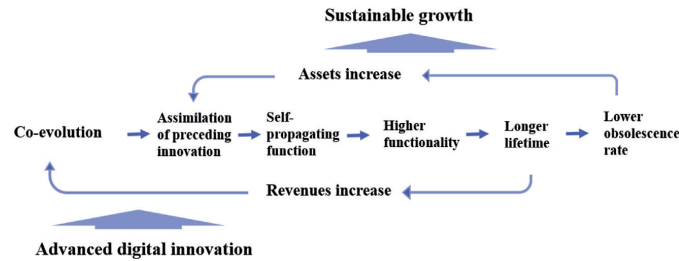 Sustainable growth
Assets increase
Co-evolution
Assimilation
of preceding
innovation
Self-
propagating
function
Higher
functionality
Longer
lifetime
Lower
obsolescence
rate
Revenues increase
Advanced digital innovation